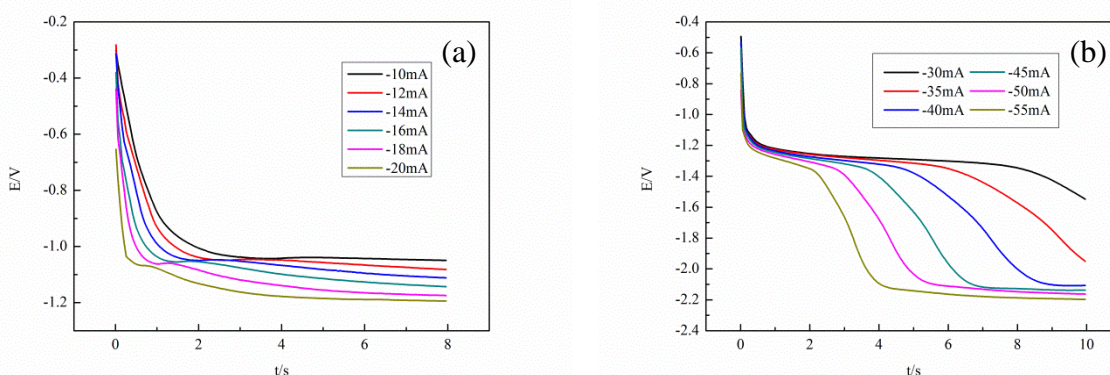 (a)
E/V
-0.2
-0.4
-0.6
-0.8
-1.0
-1.2
0 2 4 6 8
t/s
-10mA
-12mA
-14mA
-16mA
-18mA
-20mA
(b)
E/V
-0.4
-0.6
-0.8
-1.0
-1.2
-1.4
-1.6
-1.8
-2.0
-2.2
-2.4
0 2 4 6 8 10
t/s
-30mA -45mA
-35mA -50mA
-40mA -55mA